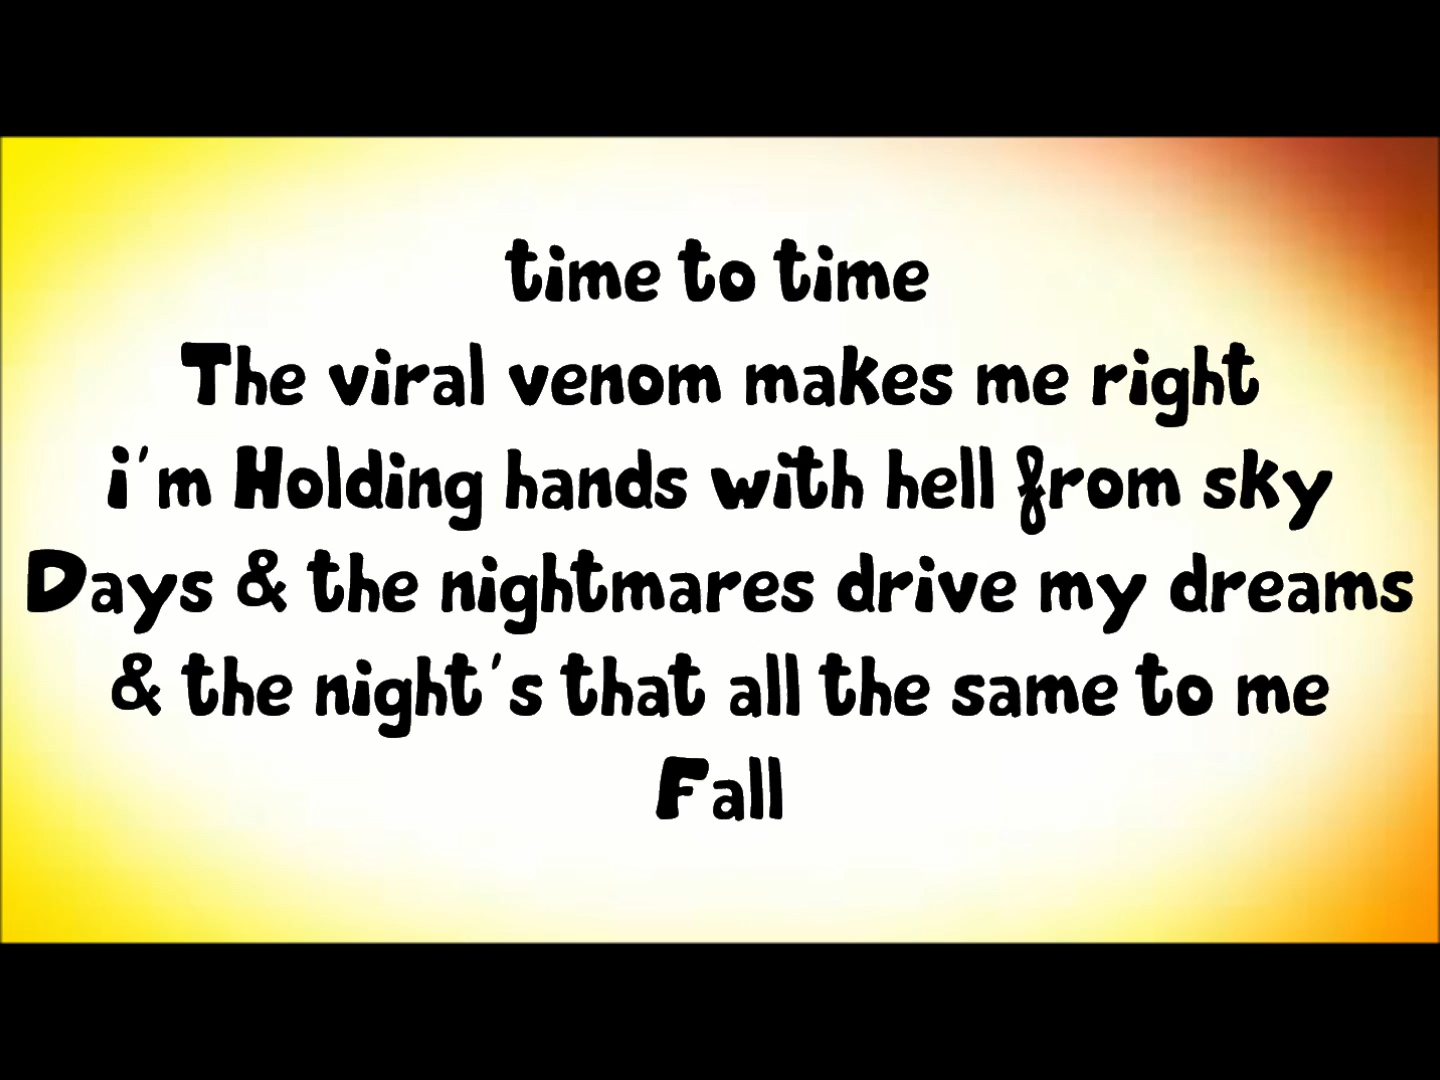 time to time
The viral venom makes me right
i'm Holding hands with hell from sky
Days & the nightmares drive my dreams
& the night's that all the same to me
Fall